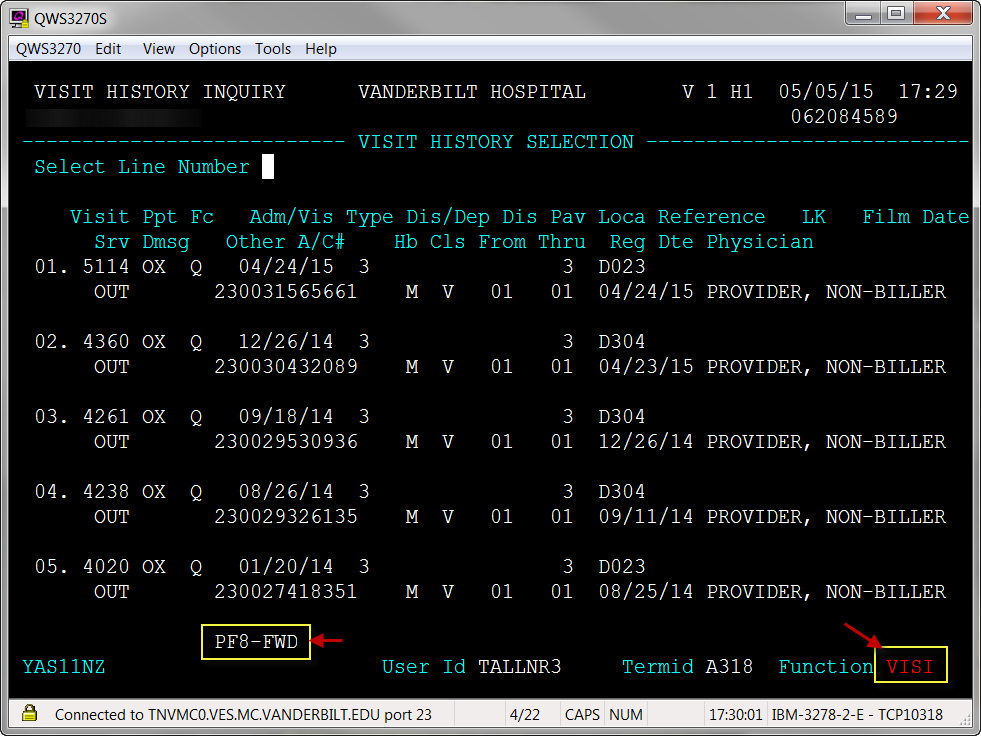 QWS3270S
QWS3270 Edit View Options Tools Help
VISIT HISTORY INQUIRY VANDERBILT HOSPITAL V 1 H1 05/05/15 17:29
062084589
--------------------------- VISIT HISTORY SELECTION ---------------------------
Select Line Number
Visit Ppt Fc Adm/Vis Type Dis/Dep Dis Pav Loca Reference LK Film Date
Srv Dmsg Other A/C# Hb Cls From Thru Reg Dte Physician
01. 5114 OX Q 04/24/15 3 3 D023
OUT 230031565661 M V 01 01 04/24/15 PROVIDER, NON-BILLER
02. 4360 OX Q 12/26/14 3 3 D304
OUT 230030432089 M V 01 01 04/23/15 PROVIDER, NON-BILLER
03. 4261 OX Q 09/18/14 3 3 D304
OUT 230029530936 M V 01 01 12/26/14 PROVIDER, NON-BILLER
04. 4238 OX Q 08/26/14 3 3 D304
OUT 230029326135 M V 01 01 09/11/14 PROVIDER, NON-BILLER
05. 4020 OX Q 01/20/14 3 3 D023
OUT 230027418351 M V 01 01 08/25/14 PROVIDER, NON-BILLER
PF8-FWD
YAS11NZ User Id TALLNR3 Termid A318 Function VISI
Connected to TNVMC0.VES.MC.VANDERBILT.EDU port 23 4/22 CAPS NUM 17:30:01 IBM-3278-2-E - TCP10318